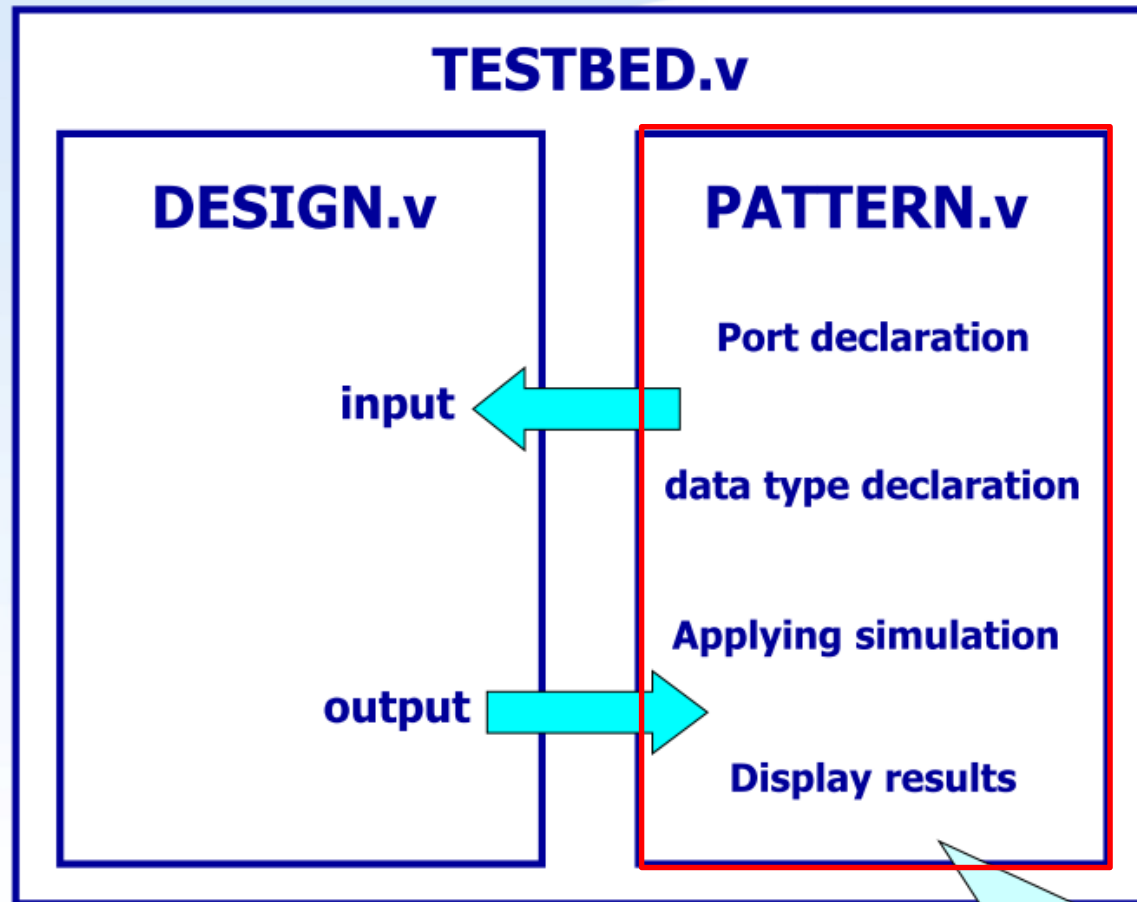 TESTBED.v
DESIGN.v
input
output
PATTERN.v
Port declaration
data type declaration
Applying simulation
Display results